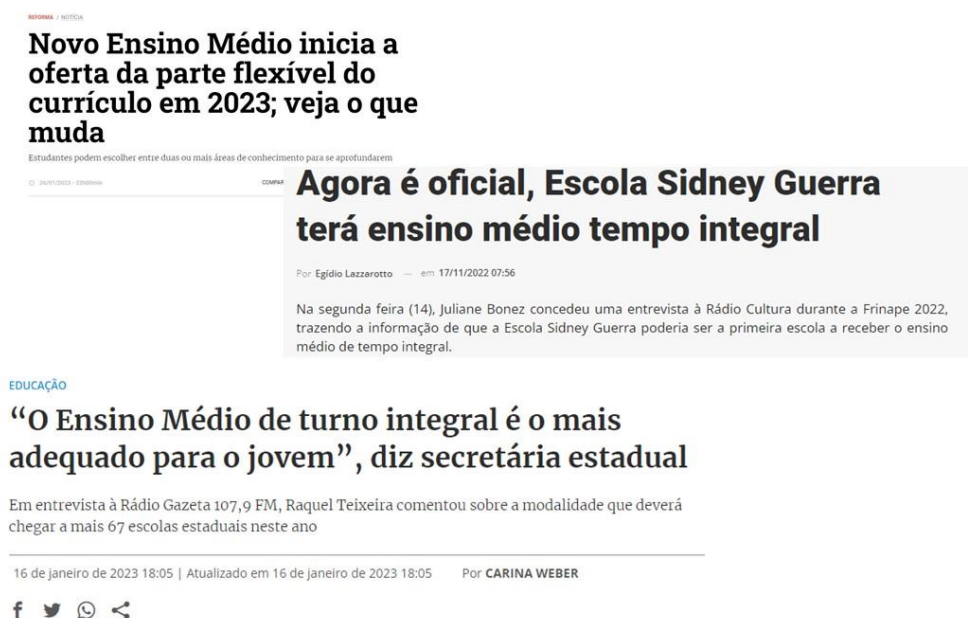 REFORMA / NOTÍCIA
Novo Ensino Médio inicia a
oferta da parte flexível do
currículo em 2023; veja o que
muda
Estudantes podem escolher entre duas ou mais áreas de conhecimento para se aprofundarem
COMPAR
Agora é oficial, Escola Sidney Guerra
terá ensino médio tempo integral
Por Egídio Lazzarotto — em 17/11/2022 07:56
Na segunda feira (14), Juliane Bonez concedeu uma entrevista à Rádio Cultura durante a Frinape 2022,
trazendo a informação de que a Escola Sidney Guerra poderia ser a primeira escola a receber o ensino
médio de tempo integral.
EDUCAÇÃO
“O Ensino Médio de turno integral é o mais
adequado para o jovem”, diz secretária estadual
Em entrevista à Rádio Gazeta 107,9 FM, Raquel Teixeira comentou sobre a modalidade que deverá
chegar a mais 67 escolas estaduais neste ano
16 de janeiro de 2023 18:05 | Atualizado em 16 de janeiro de 2023 18:05 Por CARINA WEBER